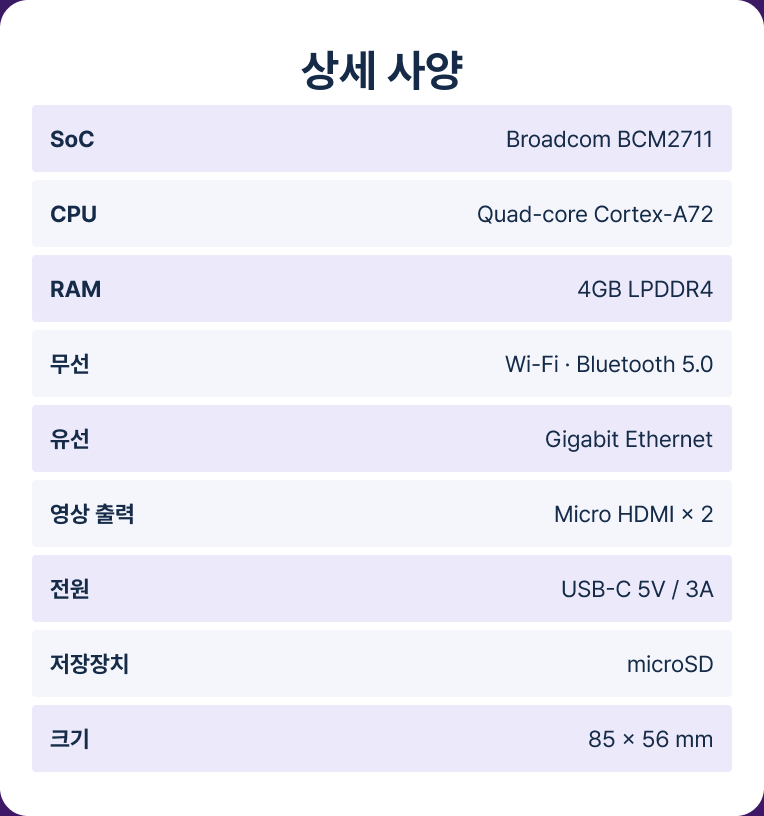 상세 사양
SoC Broadcom BCM2711
CPU Quad-core Cortex-A72
RAM 4GB LPDDR4
무선 Wi-Fi · Bluetooth 5.0
유선 Gigabit Ethernet
영상 출력 Micro HDMI × 2
전원 USB-C 5V / 3A
저장장치 microSD
크기 85 × 56 mm